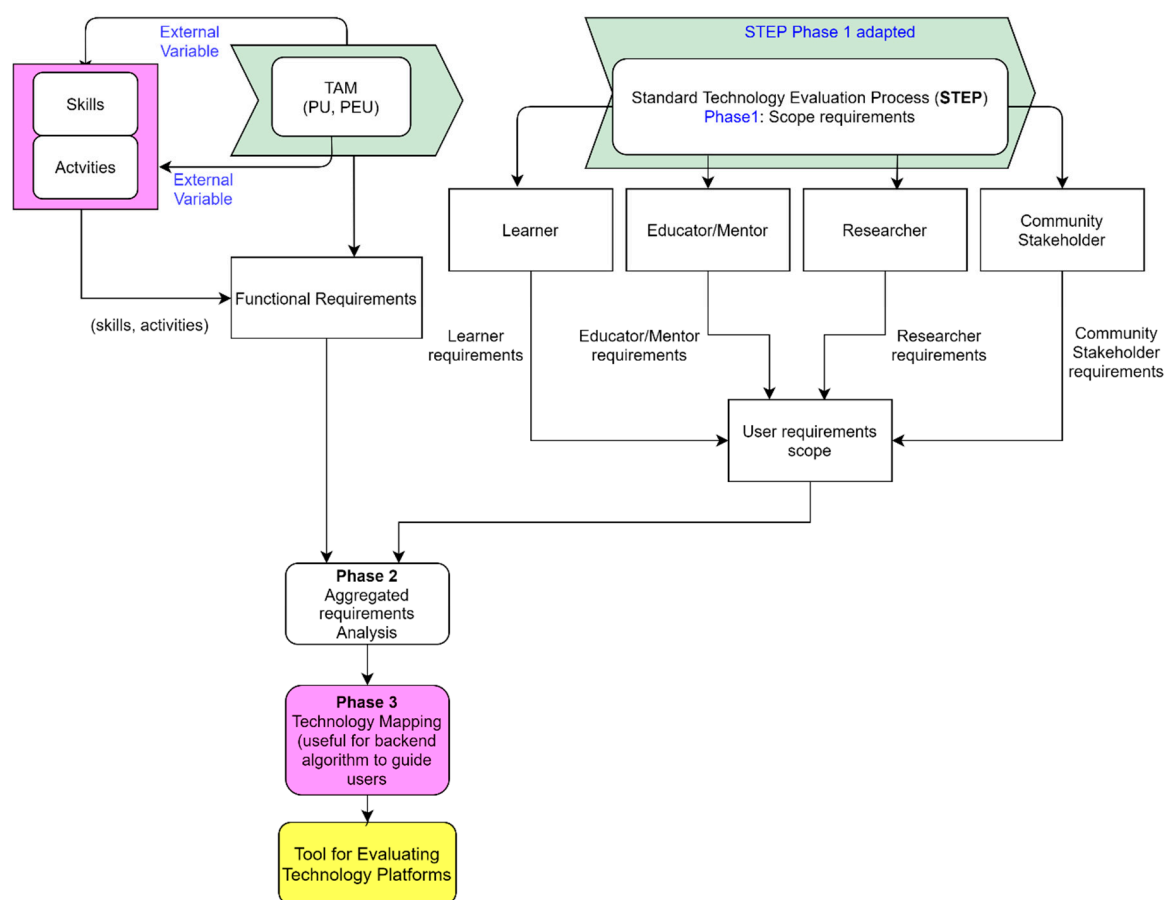 External
Variable
STEP Phase 1 adapted
TAM
(PU, PEU)
Skills
Actvities
External
Variable
Standard Technology Evaluation Process (STEP)
Phase1: Scope requirements
Learner
Educator/Mentor
Researcher
Community
Stakeholder
Functional Requirements
(skills, activities)
Learner
requirements
Educator/Mentor
requirements
Researcher
requirements
Community
Stakeholder
requirements
User requirements
scope
Phase 2
Aggregated
requirements
Analysis
Phase 3
Technology Mapping
(useful for backend
algorithm to guide
users
Tool for Evaluating
Technology Platforms